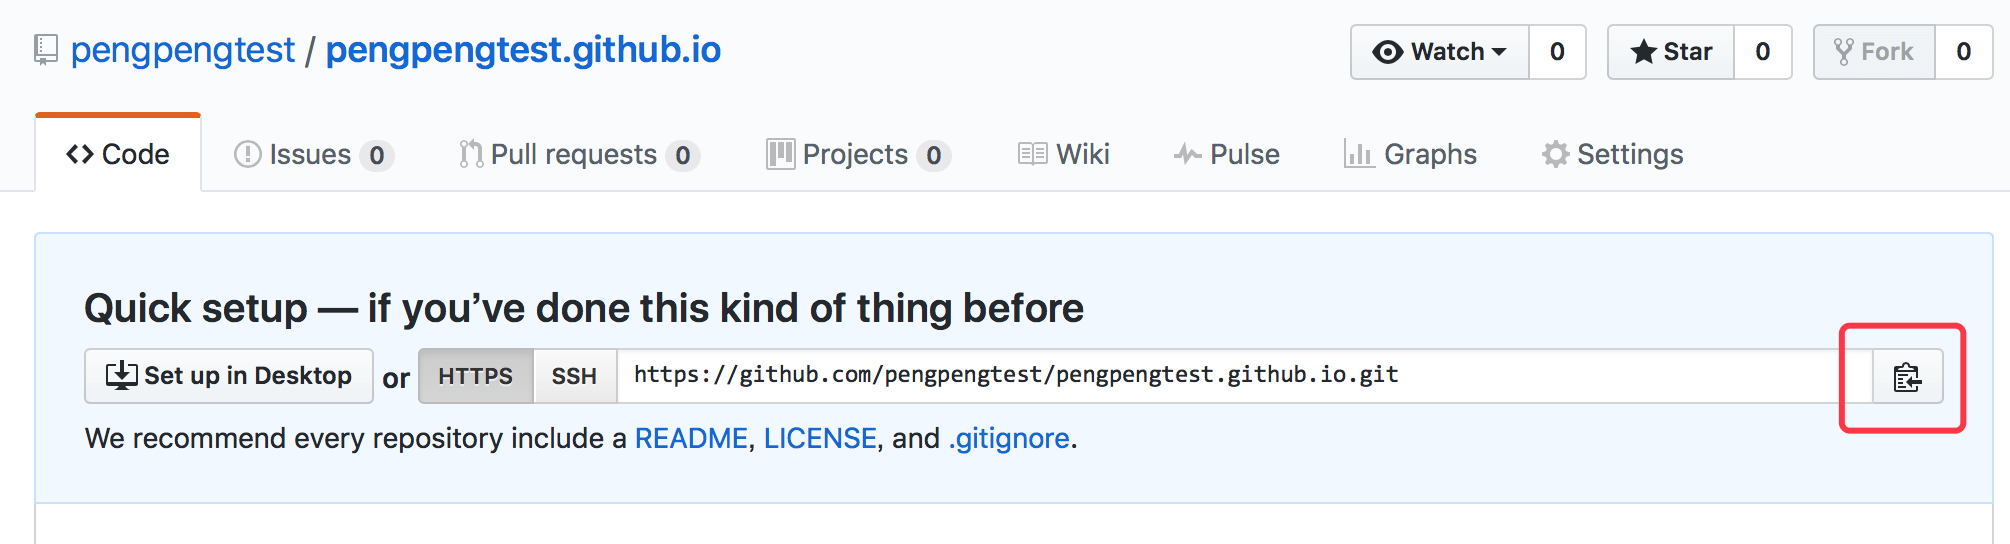 pengpengtest / pengpengtest.github.io
Watch 0 Star 0 Fork 0
Code Issues 0 Pull requests 0 Projects 0 Wiki Pulse Graphs Settings
Quick setup — if you’ve done this kind of thing before
Set up in Desktop or HTTPS SSH https://github.com/pengpengtest/pengpengtest.github.io.git
We recommend every repository include a README, LICENSE, and .gitignore.